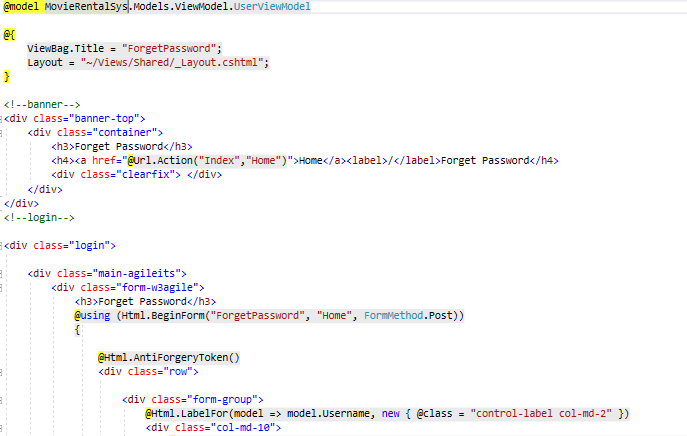 @model MovieRentalSys.Models.ViewModel.UserViewModel
@{
ViewBag.Title = "ForgetPassword";
Layout = "~/Views/Shared/_Layout.cshtml";
}
<!--banner-->
<div class="banner-top">
<div class="container">
<h3>Forget Password</h3>
<h4><a href="@Url.Action("Index","Home")">Home</a><label>/</label>Forget Password</h4>
<div class="clearfix"> </div>
</div>
</div>
<!--login-->
<div class="login">
<div class="main-agileits">
<div class="form-w3agile">
<h3>Forget Password</h3>
@using (Html.BeginForm("ForgetPassword", "Home", FormMethod.Post))
{
@Html.AntiForgeryToken()
<div class="row">
<div class="form-group">
@Html.LabelFor(model => model.Username, new { @class = "control-label col-md-2" })
<div class="col-md-10">